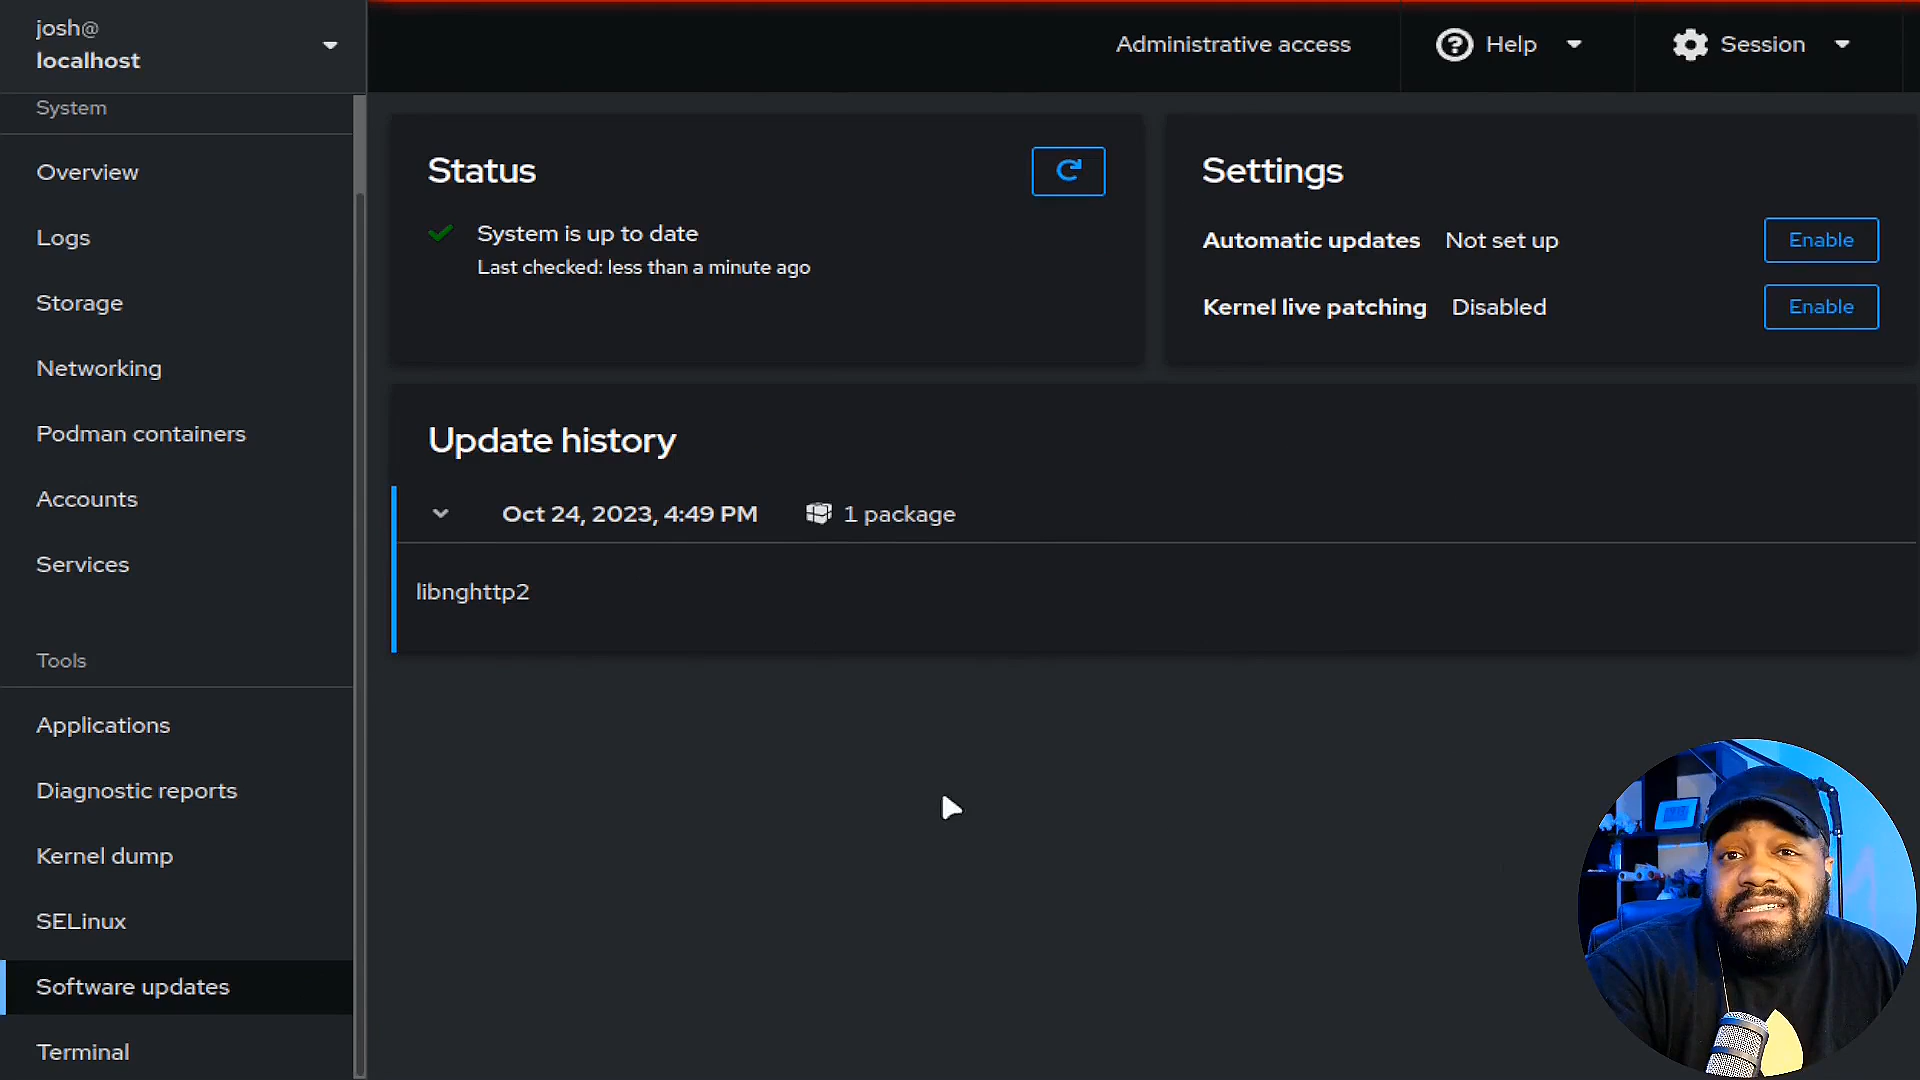 josh@
localhost
Administrative access
Help
Session
System
Overview
Logs
Storage
Networking
Podman containers
Accounts
Services
Tools
Applications
Diagnostic reports
Kernel dump
SELinux
Software updates
Terminal
Status
System is up to date
Last checked: less than a minute ago
Settings
Automatic updates Not set up Enable
Kernel live patching Disabled Enable
Update history
Oct 24, 2023, 4:49 PM 1 package
libnghttp2